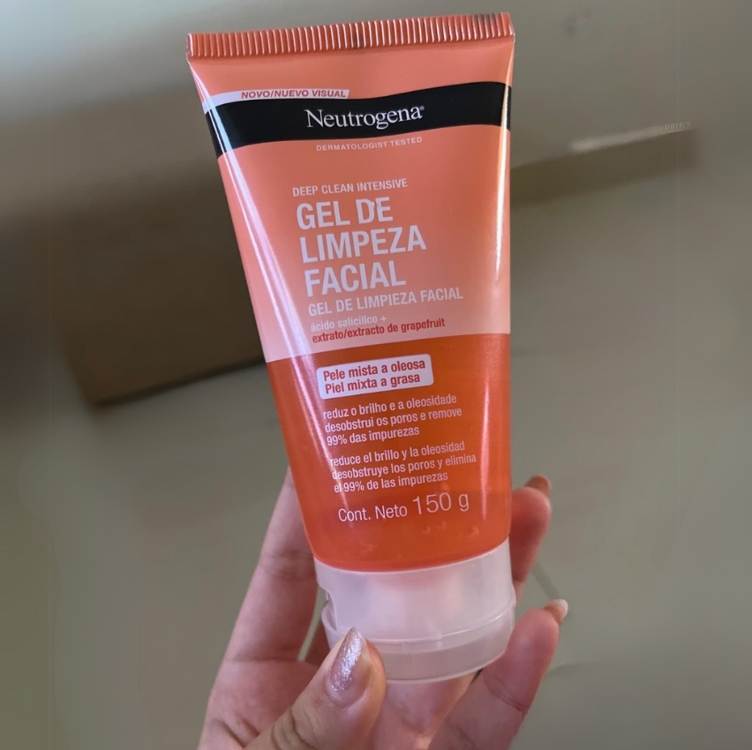 NOVO/NUEVO VISUAL
Neutrogena®
DERMATOLOGIST TESTED
DEEP CLEAN INTENSIVE
GEL DE
LIMPEZA
FACIAL
GEL DE LIMPIEZA FACIAL
ácido salicílico +
extrato/extracto de grapefruit
Pele mista a oleosa
Piel mixta a grasa
reduz o brilho e a oleosidade
desobstrui os poros e remove
99% das impurezas
reduce el brillo y la oleosidad
desobstruye los poros y elimina
el 99% de las impurezas
Cont. Neto 150 g